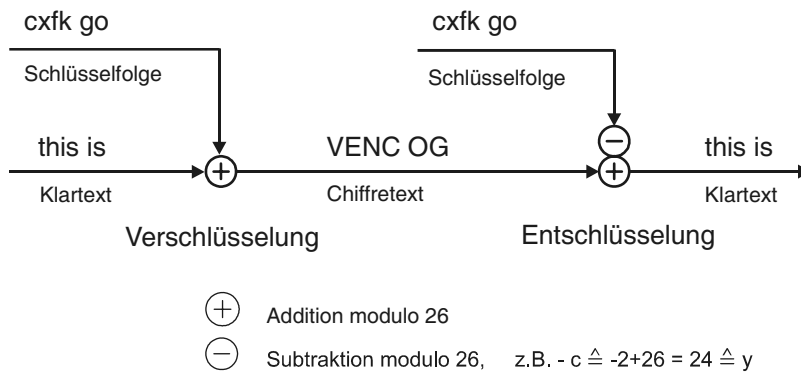 cxfk go cxfk go
Schlüsselfolge Schlüsselfolge
−
this is VENC OG this is
+ +
Klartext Chiffretext Klartext
Verschlüsselung Entschlüsselung
+ Addition modulo 26
− Subtraktion modulo 26, z.B. - c ≙ -2+26 = 24 ≙ y